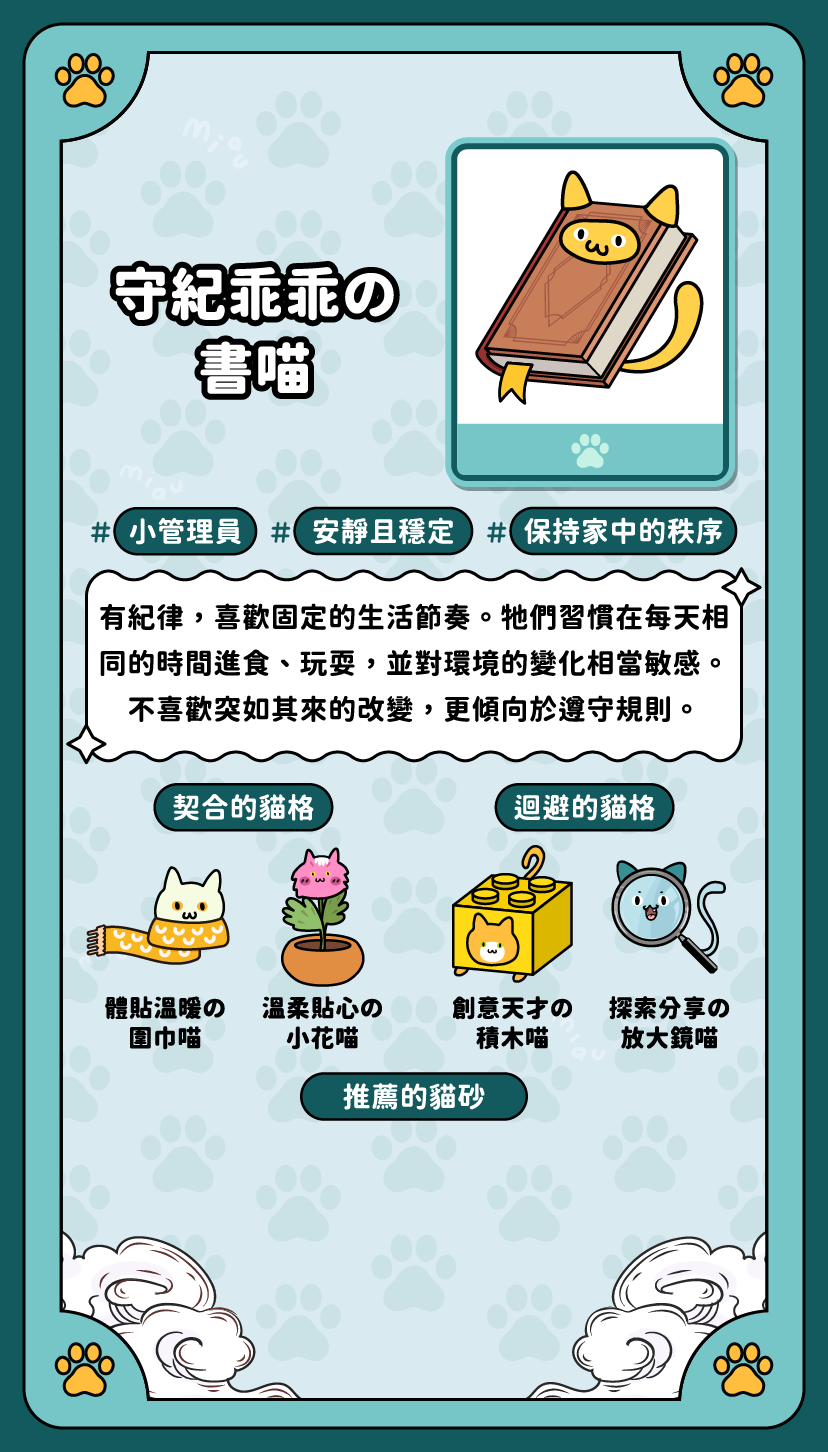 miau
守紀乖乖の
書喵
miau
#小管理員 #安靜且穩定 #保持家中的秩序
有紀律，喜歡固定的生活節奏。牠們習慣在每天相
同的時間進食、玩耍，並對環境的變化相當敏感。
不喜歡突如其來的改變，更傾向於遵守規則。
契合的貓格 迴避的貓格
體貼溫暖の
圍巾喵
溫柔貼心の
小花喵
創意天才の
積木喵
探索分享の
放大鏡喵
miau
推薦的貓砂